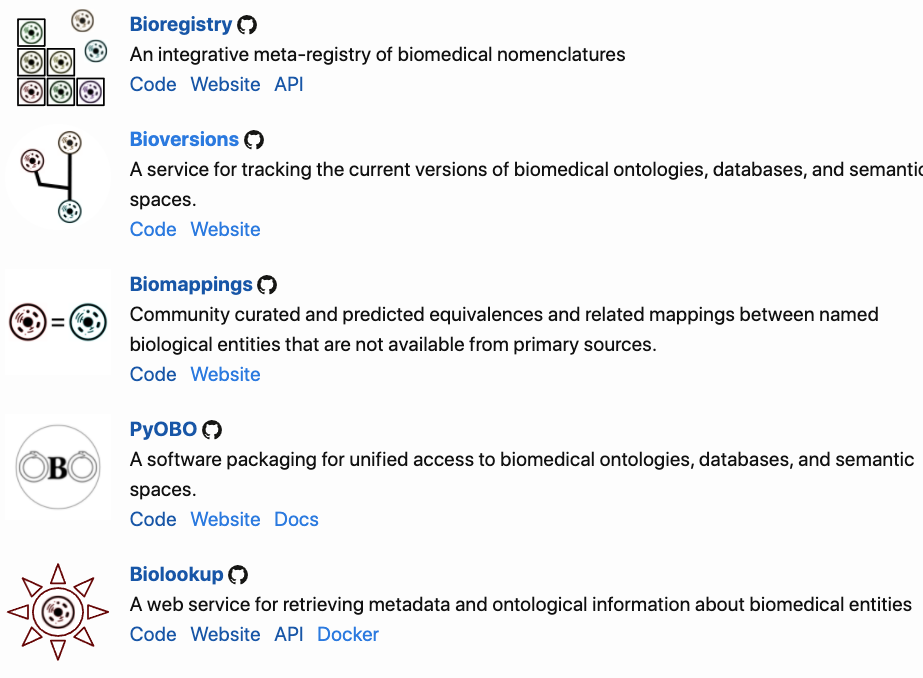 Bioregistry
An integrative meta-registry of biomedical nomenclatures
Code Website API
Bioversions
A service for tracking the current versions of biomedical ontologies, databases, and semantic
spaces.
Code Website
Biomappings
Community curated and predicted equivalences and related mappings between named
biological entities that are not available from primary sources.
Code Website
=
PyOBO
OBO
A software packaging for unified access to biomedical ontologies, databases, and semantic
spaces.
Code Website Docs
Biolookup
A web service for retrieving metadata and ontological information about biomedical entities
Code Website API Docker